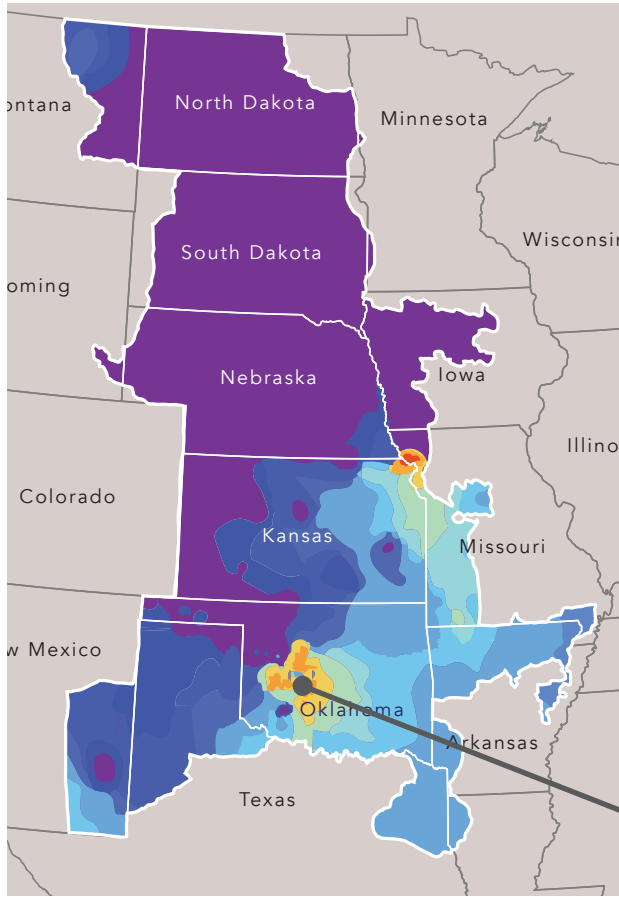 North Dakota
ontana
Minnesota
Wisconsin
South Dakota
oming
Iowa
Nebraska
Illino
Colorado
Kansas
Missouri
w Mexico
Oklahoma
Arkansas
Texas